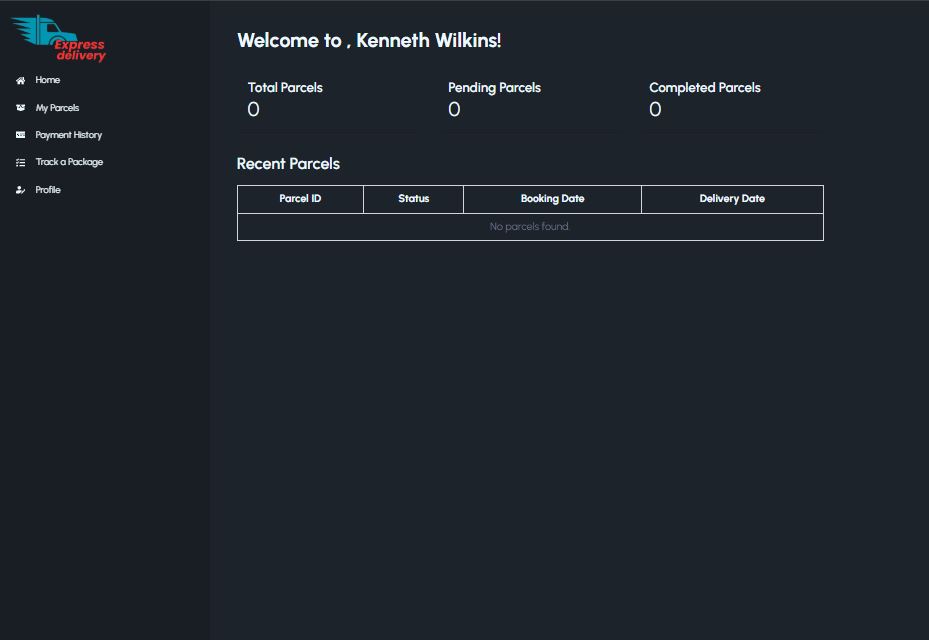 Express
delivery
Home
My Parcels
Payment History
Track a Package
Profile
Welcome to , Kenneth Wilkins!
Total Parcels Pending Parcels Completed Parcels
0 0 0
Recent Parcels
Parcel ID Status Booking Date Delivery Date
No parcels found.